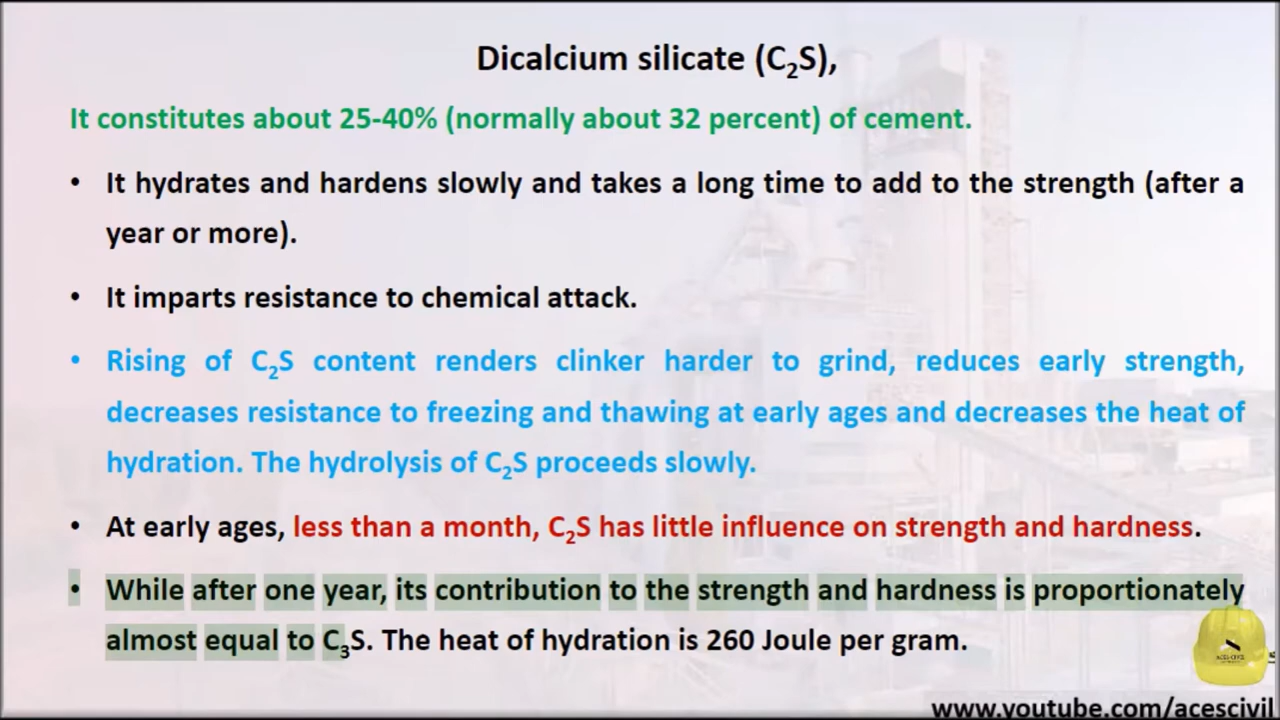 Dicalcium silicate (C₂S),
It constitutes about 25-40% (normally about 32 percent) of cement.
• It hydrates and hardens slowly and takes a long time to add to the strength (after a
year or more).
• It imparts resistance to chemical attack.
• Rising of C₂S content renders clinker harder to grind, reduces early strength,
decreases resistance to freezing and thawing at early ages and decreases the heat of
hydration. The hydrolysis of C₂S proceeds slowly.
• At early ages, less than a month, C₂S has little influence on strength and hardness.
• While after one year, its contribution to the strength and hardness is proportionately
almost equal to C₃S. The heat of hydration is 260 Joule per gram.
ACES CIVIL
www.youtube.com/acescivil